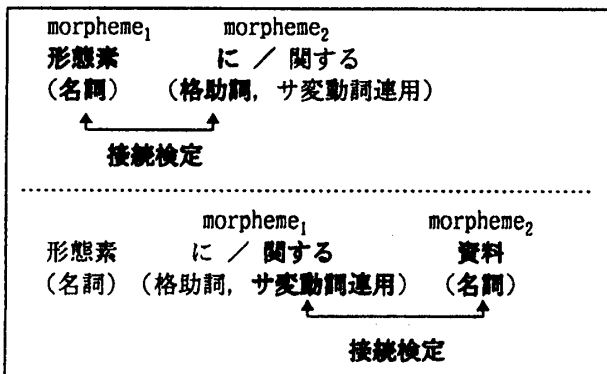 morpheme₁ morpheme₂
形態素 に / 関する
(名詞) (格助詞, サ変動詞連用)
接続検定
morpheme₁ morpheme₂
形態素 に / 関する 資料
(名詞) (格助詞, サ変動詞連用) (名詞)
接続検定